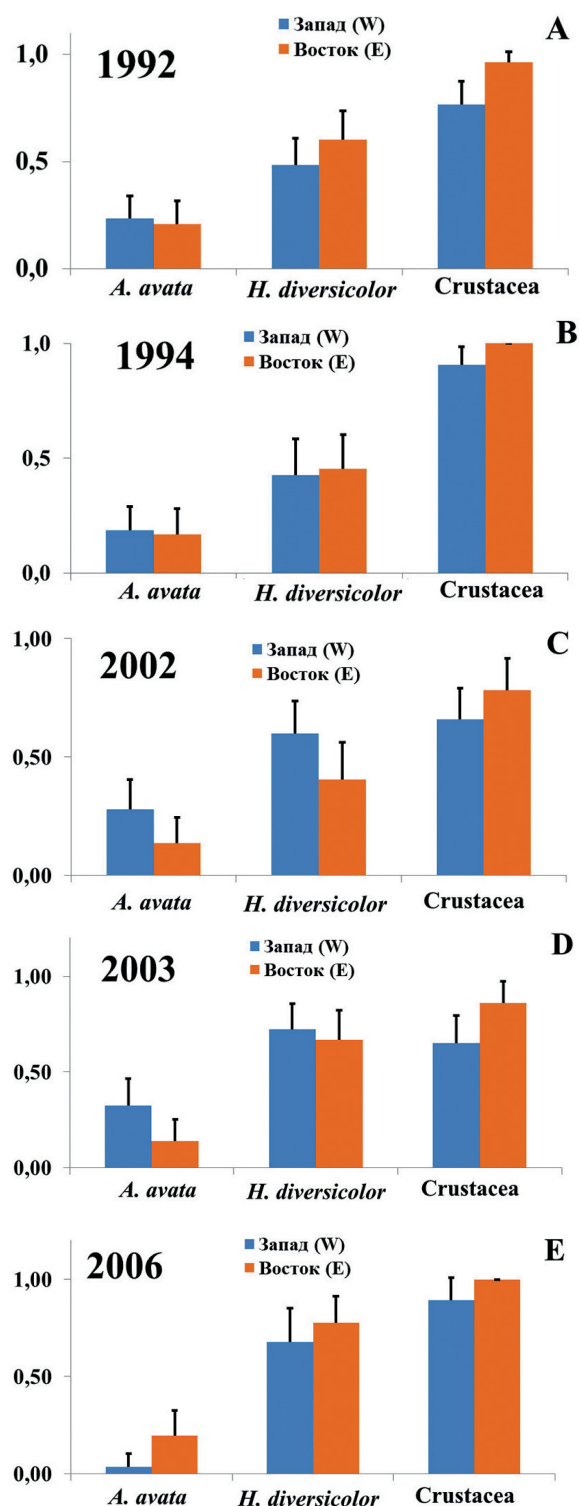 Запад (W)
A
Восток (E)
1992
1,0
0,5
0,0
A. avata
H. diversicolor
Crustacea
Запад (W)
B
Восток (E)
1994
1,0
0,5
0,0
A. avata
H. diversicolor
Crustacea
Запад (W)
C
Восток (E)
2002
1,00
0,50
0,00
A. avata
H. diversicolor
Crustacea
Запад (W)
D
Восток (E)
2003
1,00
0,50
0,00
A. avata
H. diversicolor
Crustacea
Запад (W)
E
Восток (E)
2006
1,00
0,50
0,00
A. avata
H. diversicolor
Crustacea